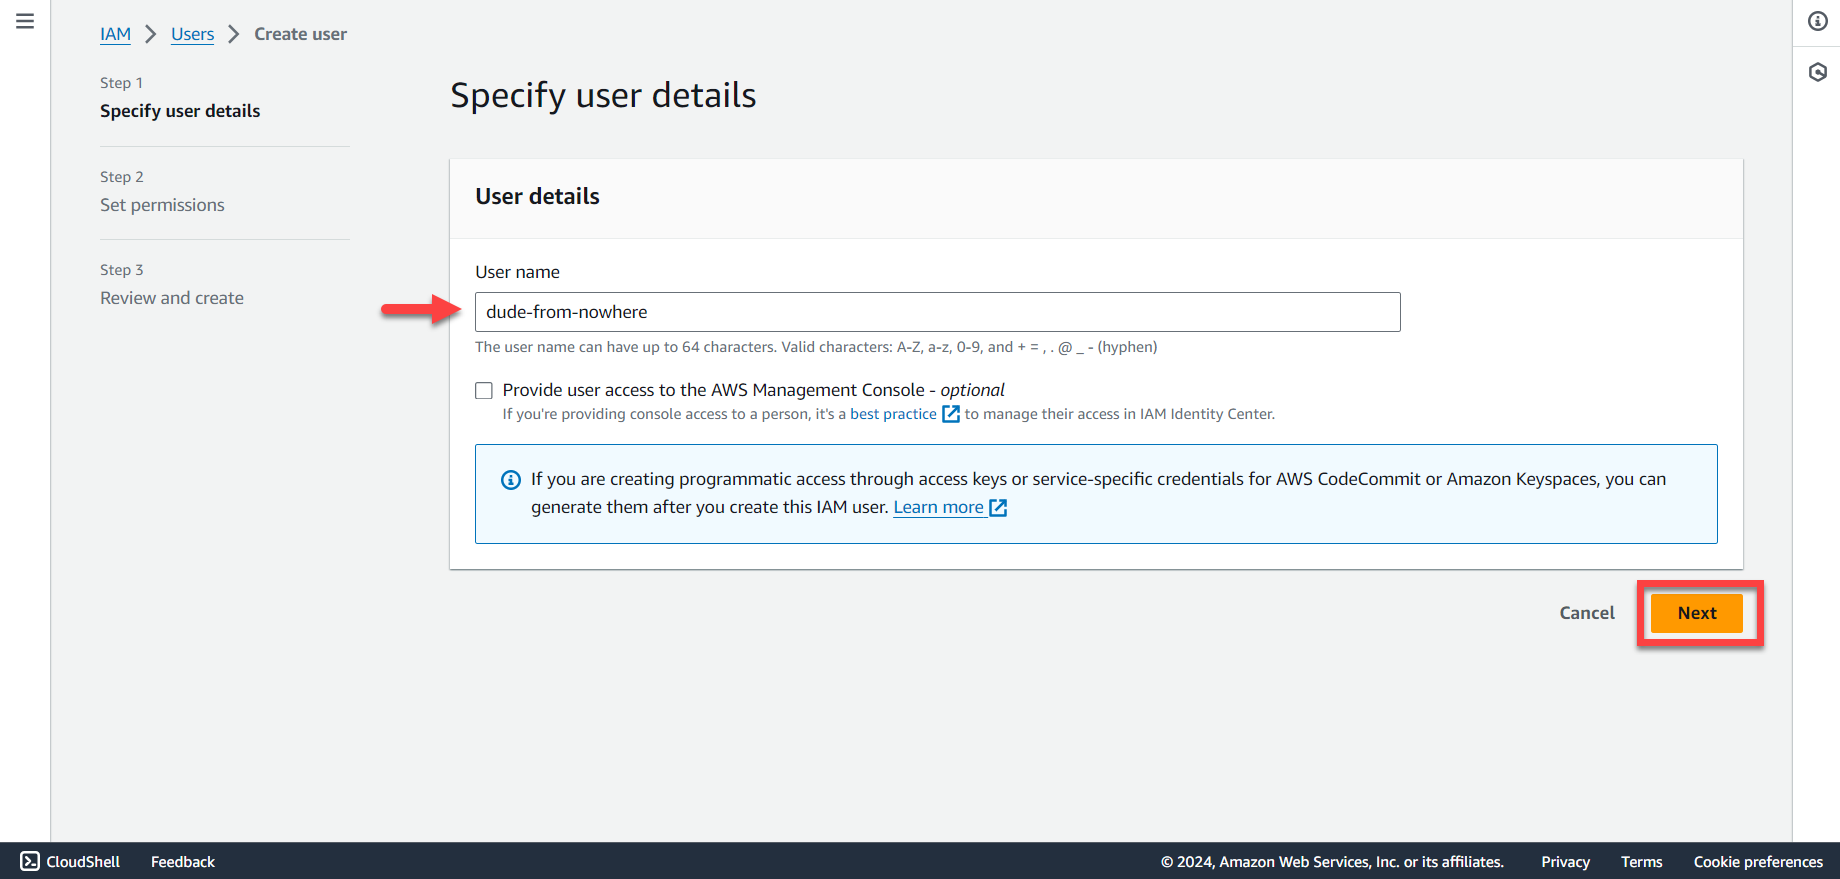 IAM > Users > Create user
Step 1
Specify user details
Step 2
Set permissions
Step 3
Review and create
Specify user details
User details
User name
dude-from-nowhere
The user name can have up to 64 characters. Valid characters: A-Z, a-z, 0-9, and + = , . @ _ - (hyphen)
Provide user access to the AWS Management Console - optional
If you're providing console access to a person, it's a best practice to manage their access in IAM Identity Center.
If you are creating programmatic access through access keys or service-specific credentials for AWS CodeCommit or Amazon Keyspaces, you can
generate them after you create this IAM user. Learn more
Cancel
Next
CloudShell
Feedback
© 2024, Amazon Web Services, Inc. or its affiliates.
Privacy
Terms
Cookie preferences